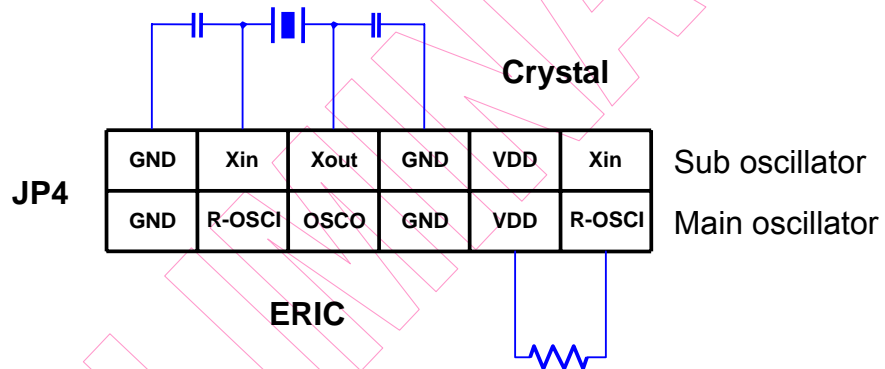 Crystal
GND Xin Xout GND VDD Xin Sub oscillator
JP4
GND R-OSCI OSCO GND VDD R-OSCI Main oscillator
ERIC